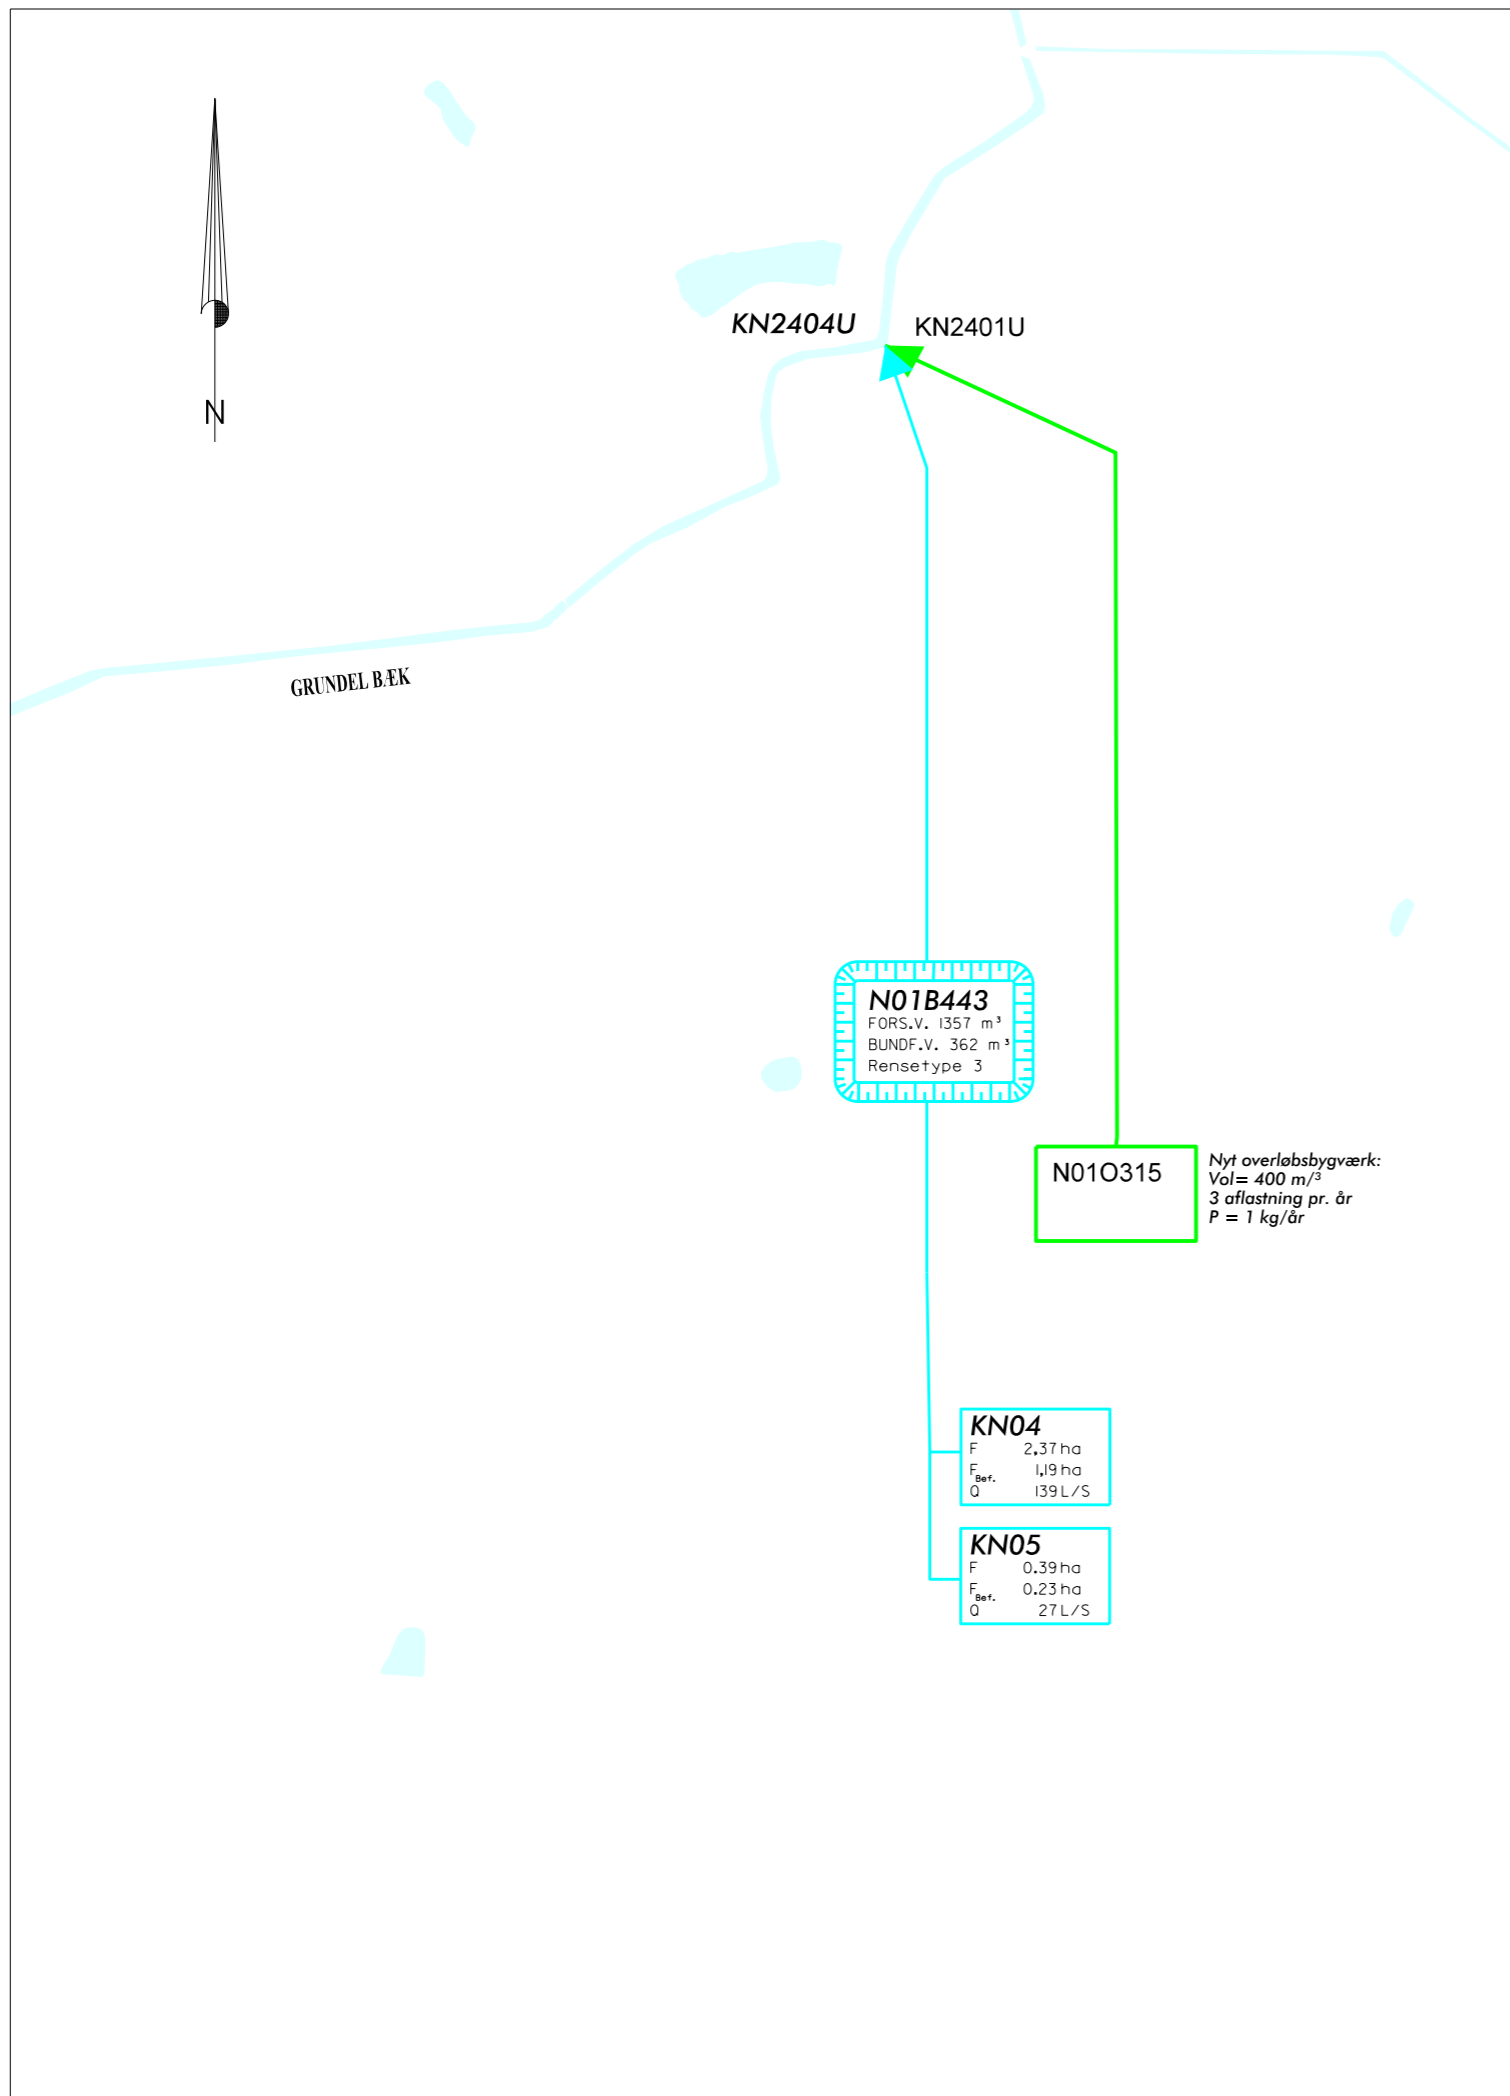 KN2404U
KN2401U
N
GRUNDEL BÆK
N01B443
FORS.V. 1357 m³
BUNDF.V. 362 m³
Rensetype 3
N01O315
Nyt overløbsbygværk:
Vol= 400 m/³
3 aflastning pr. år
P = 1 kg/år
KN04
F 2,37 ha
F Bef. 1,19 ha
Q 139 L/S
KN05
F 0.39 ha
F Bef. 0.23 ha
Q 27 L/S